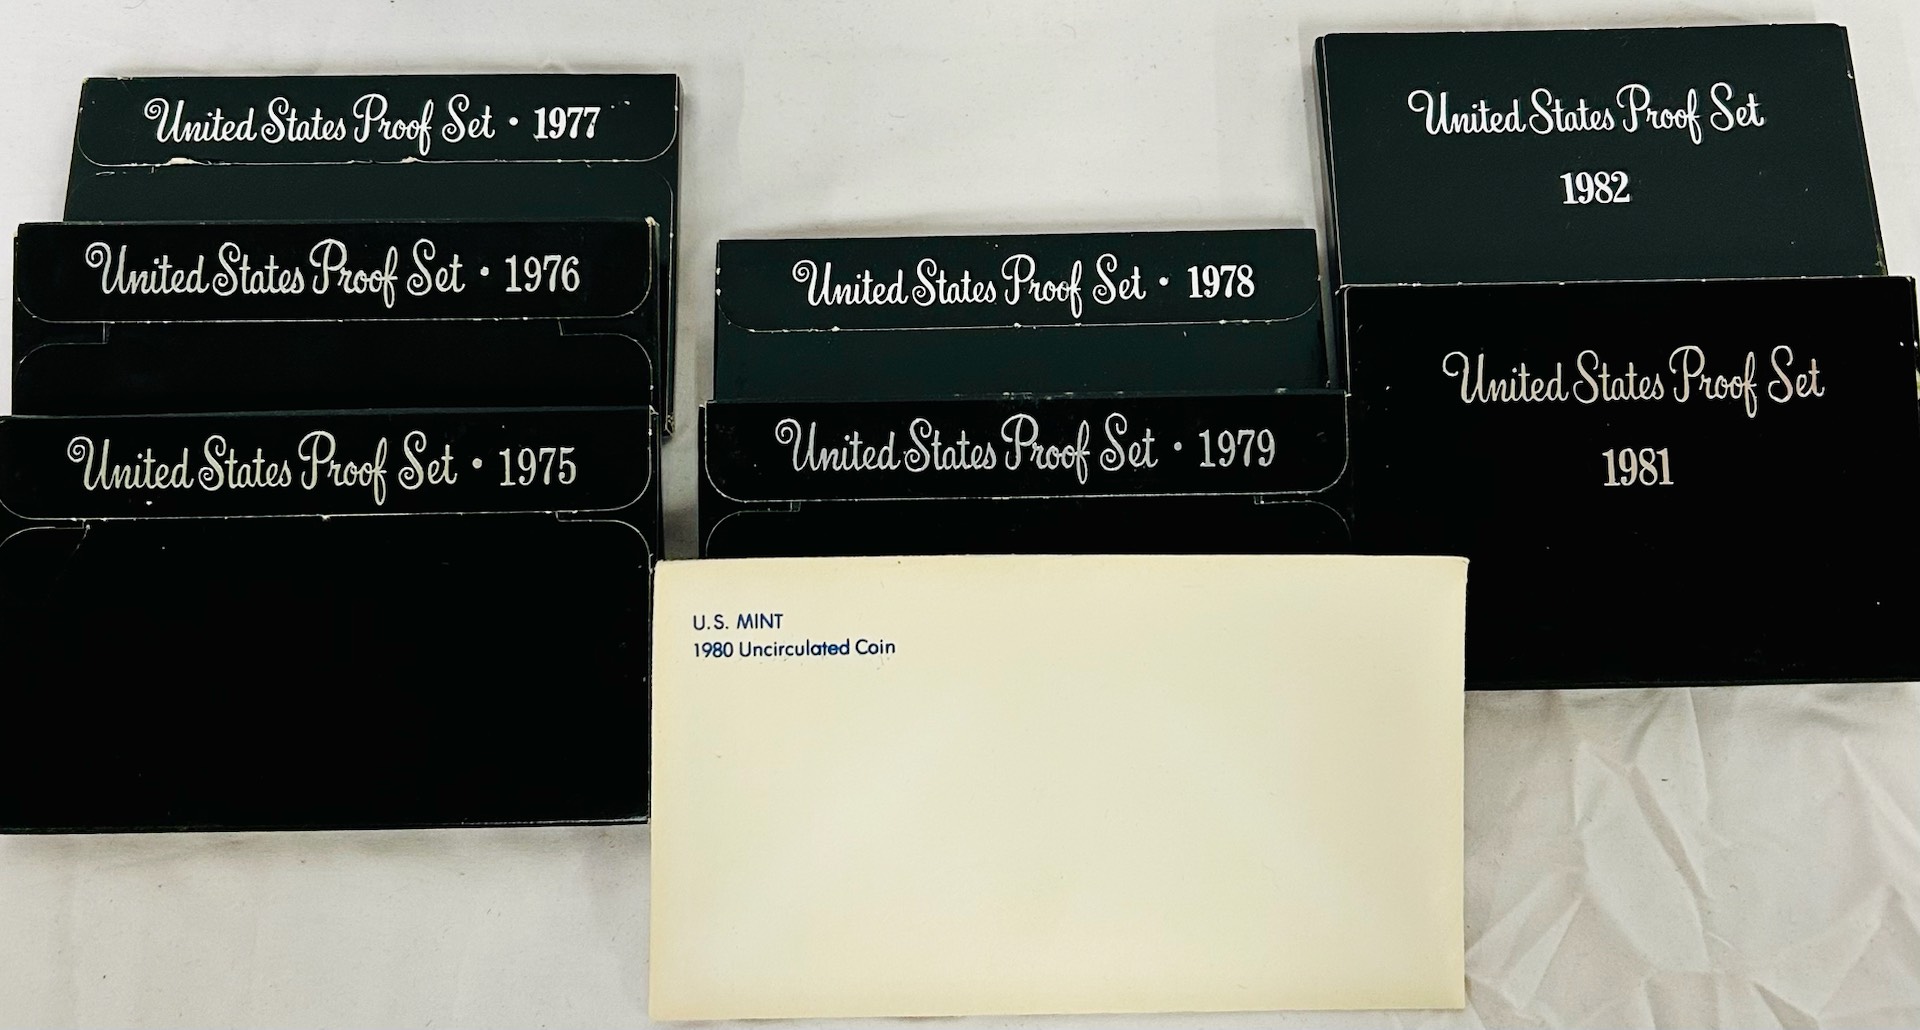 United States Proof Set • 1977
United States Proof Set • 1976
United States Proof Set • 1975
United States Proof Set • 1978
United States Proof Set • 1979
U.S. MINT
1980 Uncirculated Coin
United States Proof Set
1982
United States Proof Set
1981